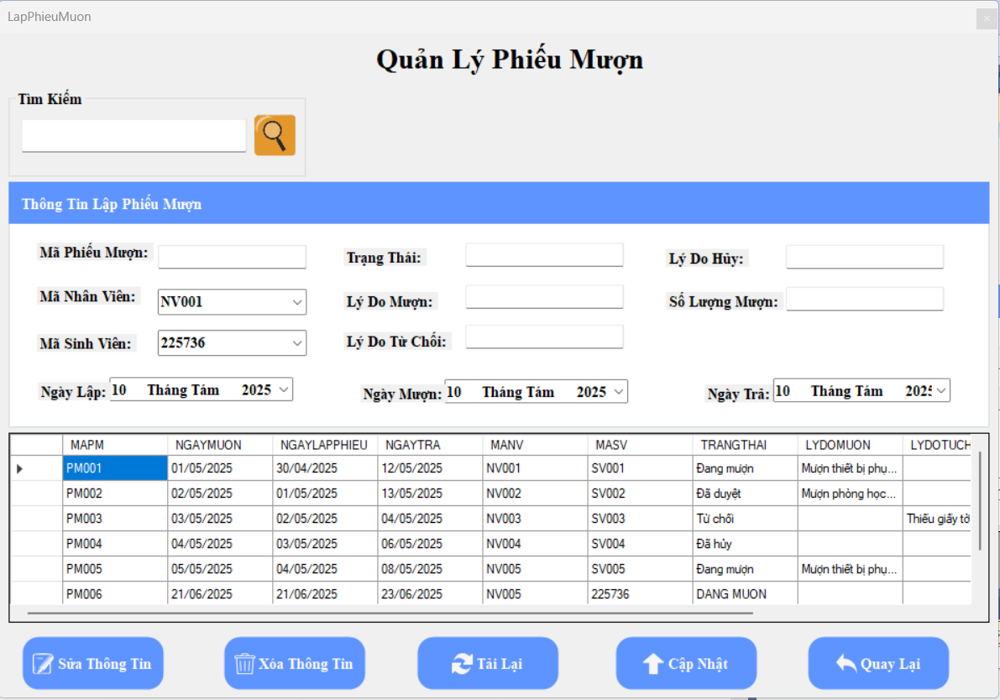 LapPhieuMuon
Quản Lý Phiếu Mượn
Tìm Kiếm
Thông Tin Lập Phiếu Mượn
Mã Phiếu Mượn: Trạng Thái: Lý Do Hủy:
Mã Nhân Viên: NV001 Lý Do Mượn: Số Lượng Mượn:
Mã Sinh Viên: 225736 Lý Do Từ Chối:
Ngày Lập: 10 Tháng Tám 2025 Ngày Mượn: 10 Tháng Tám 2025 Ngày Trả: 10 Tháng Tám 2025
MAPM NGAYMUON NGAYLAPPHIEU NGAYTRA MANV MASV TRANGTHAI LYDOMUON LYDOTUCH
PM001 01/05/2025 30/04/2025 12/05/2025 NV001 SV001 Đang mượn Mượn thiết bị phụ...
PM002 02/05/2025 01/05/2025 13/05/2025 NV002 SV002 Đã duyệt Mượn phòng học...
PM003 03/05/2025 02/05/2025 04/05/2025 NV003 SV003 Từ chối Thiếu giấy tờ
PM004 04/05/2025 03/05/2025 06/05/2025 NV004 SV004 Đã hủy
PM005 05/05/2025 04/05/2025 08/05/2025 NV005 SV005 Đang mượn Mượn thiết bị phụ...
PM006 21/06/2025 21/06/2025 23/06/2025 NV005 225736 DANG MUON
Sửa Thông Tin Xóa Thông Tin Tải Lại Cập Nhật Quay Lại